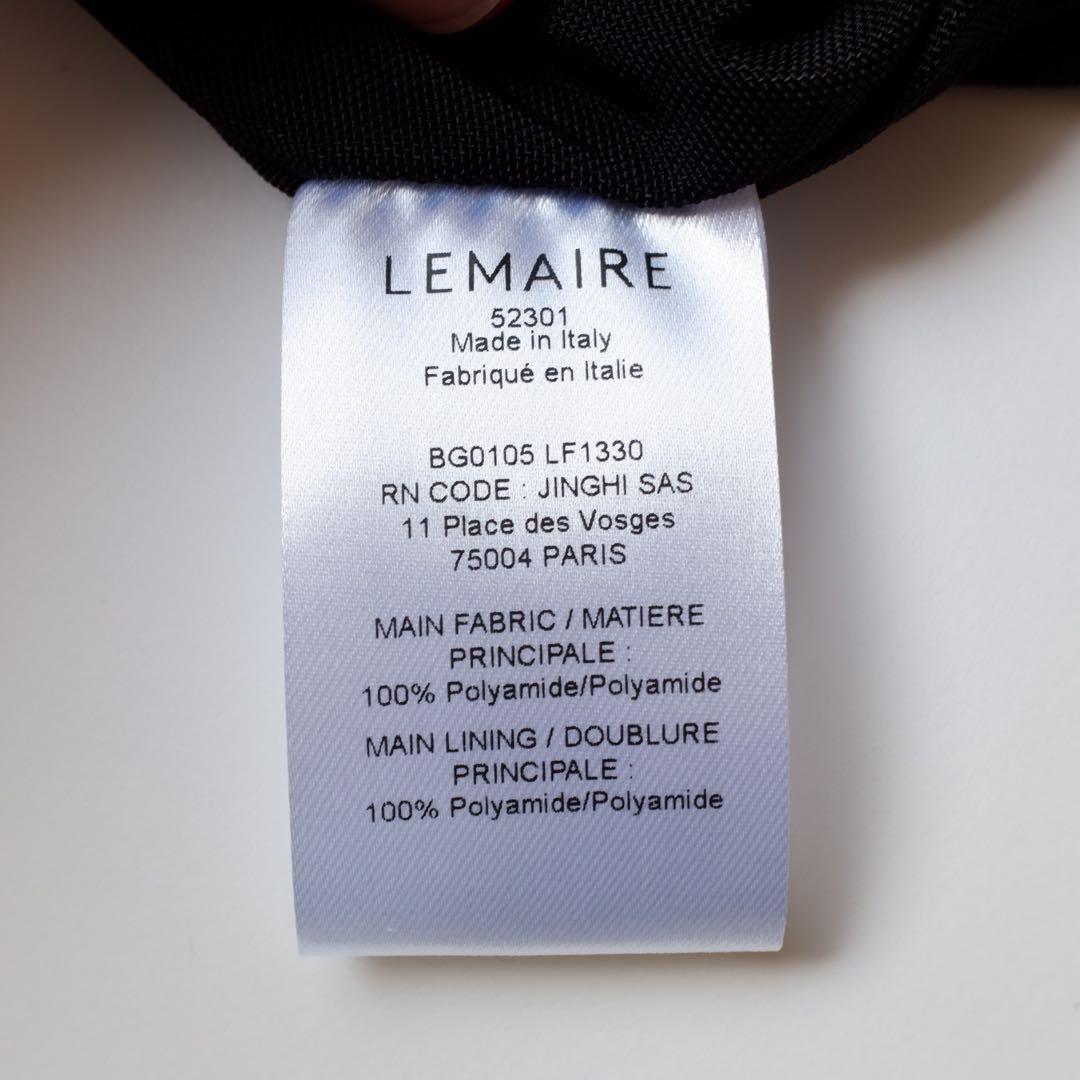 LEMAIRE
52301
Made in Italy
Fabriqué en Italie
BG0105 LF1330
RN CODE : JINGHI SAS
11 Place des Vosges
75004 PARIS
MAIN FABRIC / MATIERE
PRINCIPALE :
100% Polyamide/Polyamide
MAIN LINING / DOUBLURE
PRINCIPALE :
100% Polyamide/Polyamide